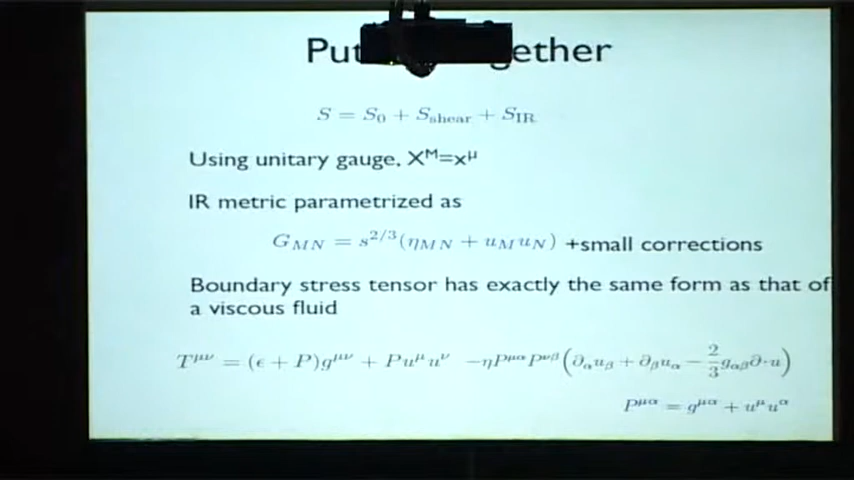 Put ether
S = S₀ + S_shear + S_IR
Using unitary gauge, X^M=x^μ
IR metric parametrized as
G_MN = s^{2/3}(η_MN + u_M u_N) +small corrections
Boundary stress tensor has exactly the same form as that of
a viscous fluid
T^{μν} = (ε + P)g^{μν} + Pu^μ u^ν −ηP^{μα}P^{νβ}(∂_α u_β + ∂_β u_α − 2/3 g_{αβ}∂·u)
P^{μα} = g^{μα} + u^μ u^α